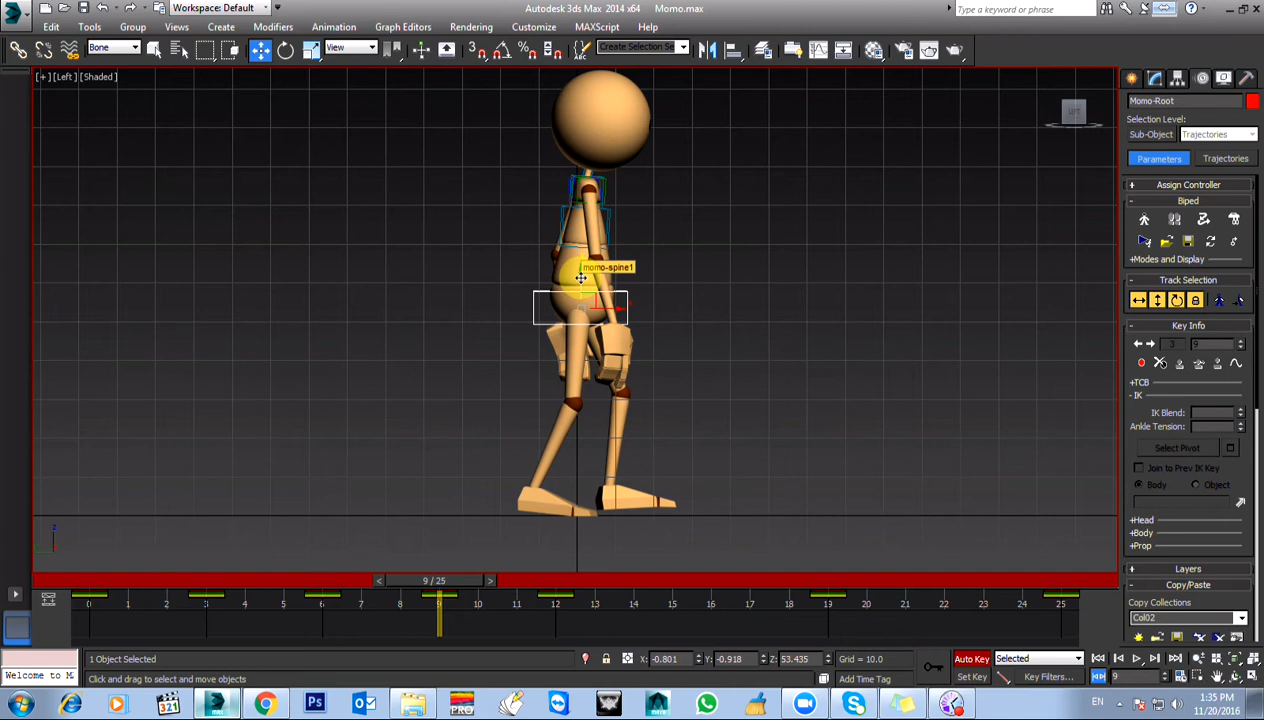 Workspace: Default
Autodesk 3ds Max 2014 x64
Momo.max
Type a keyword or phrase
Edit Tools Group Views Create Modifiers Animation Graph Editors Rendering Customize MAXScript Help
Bone
View
Create Selection Se
[+] [Left] [Shaded]
LEFT
momo-spine1
z
Momo-Root
Selection Level:
Sub-Object Trajectories
Parameters Trajectories
+ Assign Controller
- Biped
+Modes and Display
- Track Selection
- Key Info
3 9
+TCB
- IK
IK Blend:
Ankle Tension:
Select Pivot
Join to Prev IK Key
Body Object
+Head
+Body
+Prop
+ Layers
- Copy/Paste
Copy Collections
Col02
< 9 / 25 >
0 1 2 3 4 5 6 7 8 9 10 11 12 13 14 15 16 17 18 19 20 21 22 23 24 25
1 Object Selected
X: -0.801 Y: -0.918 Z: 53.435 Grid = 10.0
Auto Key Selected
Welcome to M
Click and drag to select and move objects
Add Time Tag
Set Key Key Filters... 9
321
Ps
PRO
EN
1:35 PM
11/20/2016